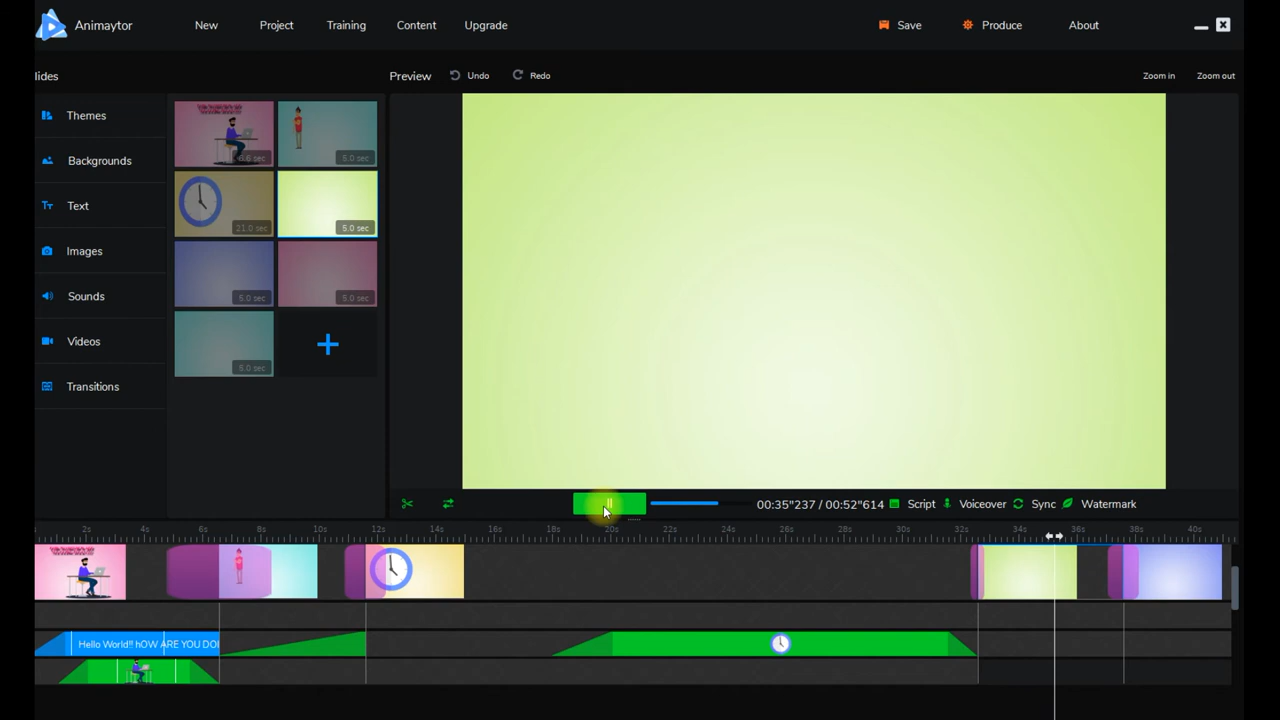 Animaytor New Project Training Content Upgrade Save Produce About
lides Preview Undo Redo Zoom in Zoom out
Themes
Backgrounds
Text
Images
Sounds
Videos
Transitions
5.0 sec
21.0 sec 5.0 sec
5.0 sec 5.0 sec
5.0 sec
00:35"237 / 00:52"614 Script Voiceover Sync Watermark
2s 4s 6s 8s 10s 12s 14s 16s 18s 20s 22s 24s 26s 28s 30s 32s 34s 36s 38s 40s
Hello World!! hOW ARE YOU DOI